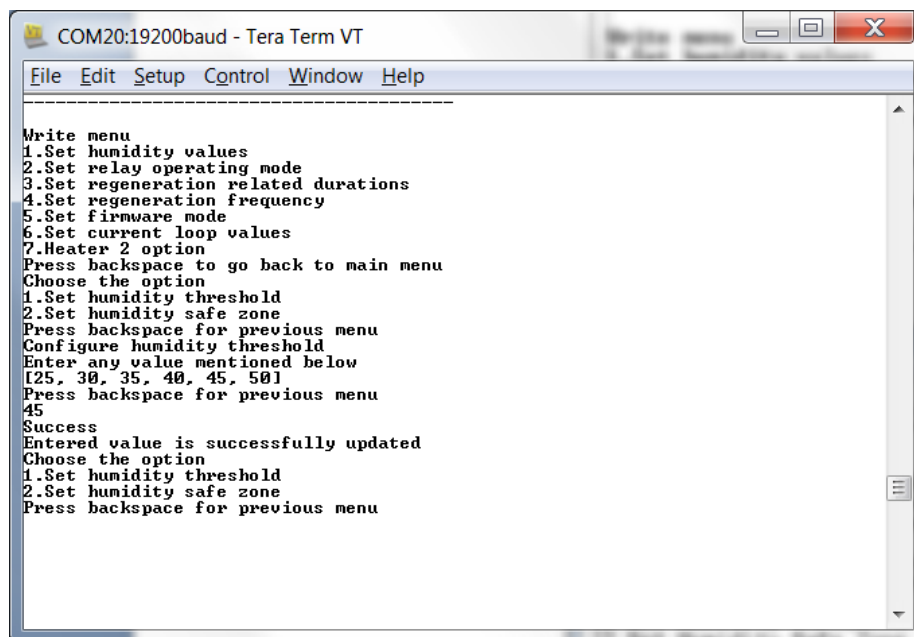 COM20:19200baud - Tera Term VT
File Edit Setup Control Window Help
----------------------------------------
Write menu
1.Set humidity values
2.Set relay operating mode
3.Set regeneration related durations
4.Set regeneration frequency
5.Set firmware mode
6.Set current loop values
7.Heater 2 option
Press backspace to go back to main menu
Choose the option
1.Set humidity threshold
2.Set humidity safe zone
Press backspace for previous menu
Configure humidity threshold
Enter any value mentioned below
[25, 30, 35, 40, 45, 50]
Press backspace for previous menu
45
Success
Entered value is successfully updated
Choose the option
1.Set humidity threshold
2.Set humidity safe zone
Press backspace for previous menu